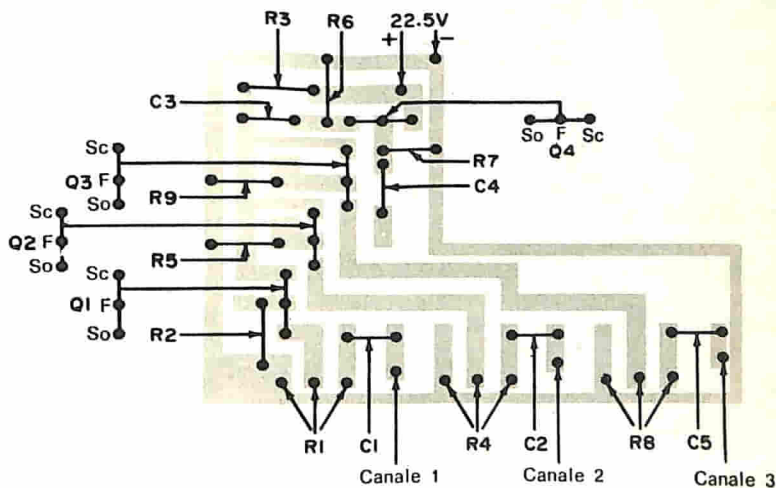 R3 R6 22.5V
+ -
C3
So F Sc
Q4
Sc
R7
Q3 F
C4
So
R9
Sc
Q2 F
R5
So
Sc
Q1 F
So
R2
R1 C1 R4 C2 R8 C5
Canale 1 Canale 2 Canale 3